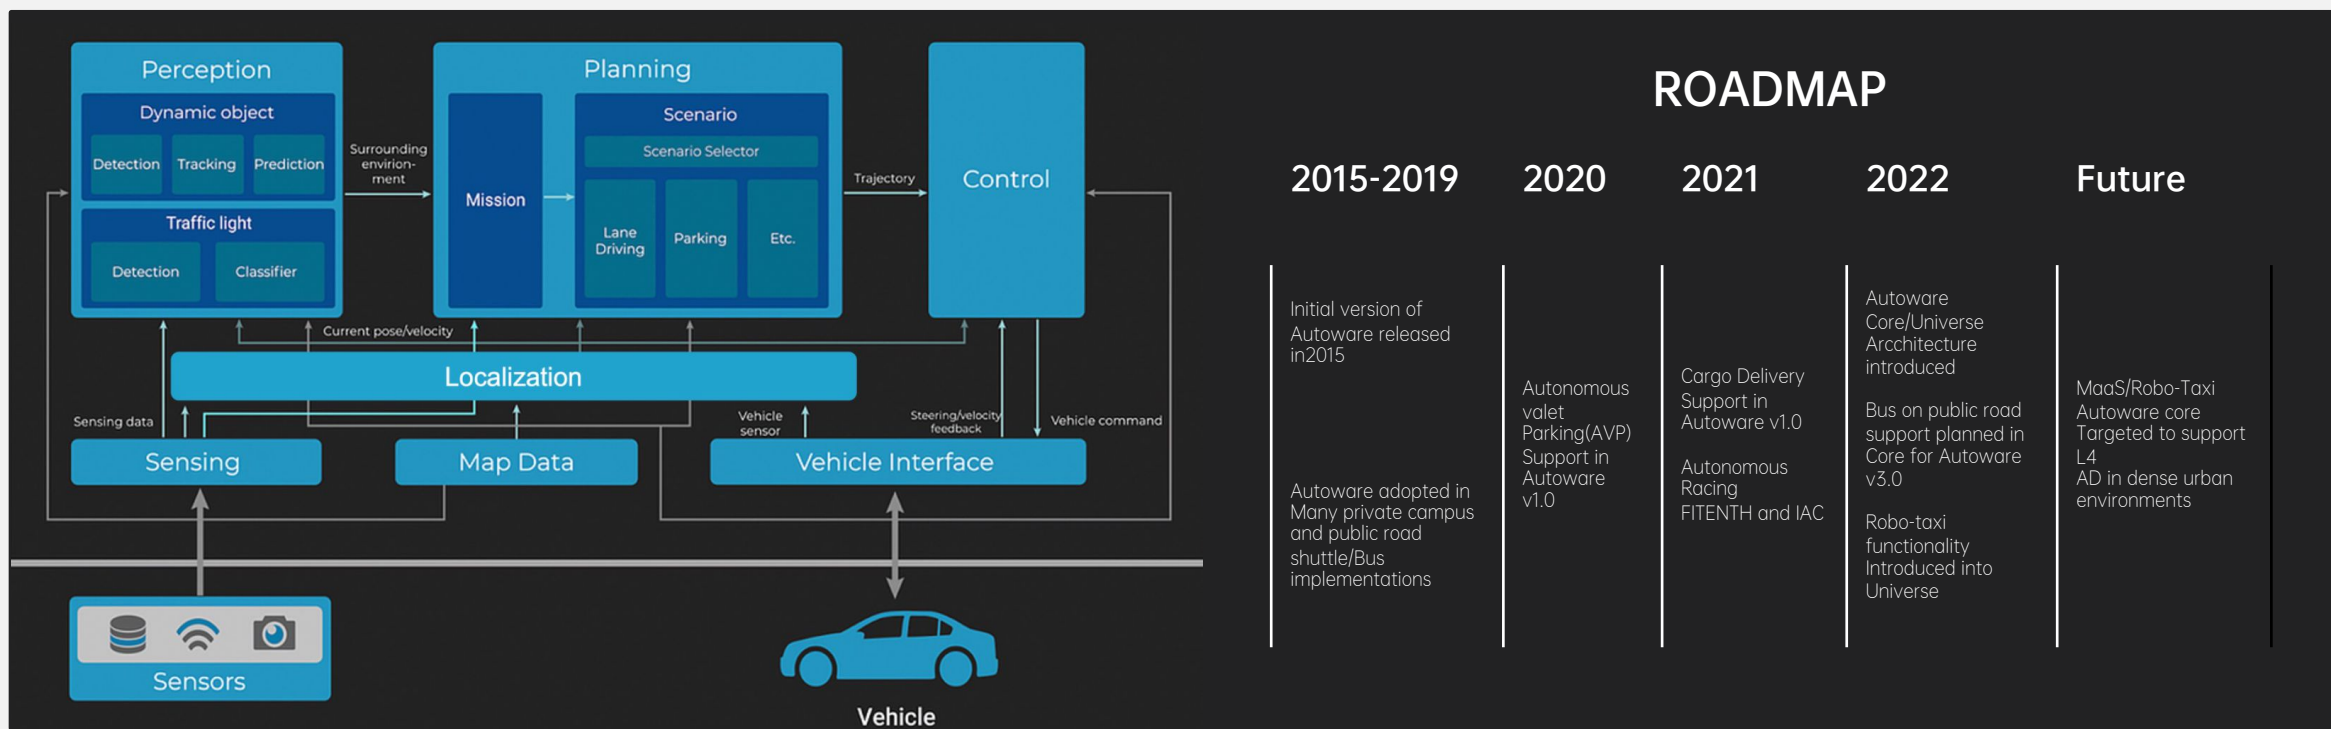 Perception
Dynamic object
Detection
Tracking
Prediction
Traffic light
Detection
Classifier
Surrounding
envirion-
ment
Planning
Mission
Scenario
Scenario Selector
Lane
Driving
Parking
Etc.
Trajectory
Control
Current pose/velocity
Localization
Sensing data
Vehicle
sensor
Steering/velocity
feedback
Vehicle command
Sensing
Map Data
Vehicle Interface
Sensors
Vehicle
ROADMAP
2015-2019
Initial version of
Autoware released
in2015
Autoware adopted in
Many private campus
and public road
shuttle/Bus
implementations
2020
Autonomous
valet
Parking(AVP)
Support in
Autoware
v1.0
2021
Cargo Delivery
Support in
Autoware v1.0
Autonomous
Racing
FITENTH and IAC
2022
Autoware
Core/Universe
Arcchitecture
introduced
Bus on public road
support planned in
Core for Autoware
v3.0
Robo-taxi
functionality
Introduced into
Universe
Future
MaaS/Robo-Taxi
Autoware core
Targeted to support
L4
AD in dense urban
environments